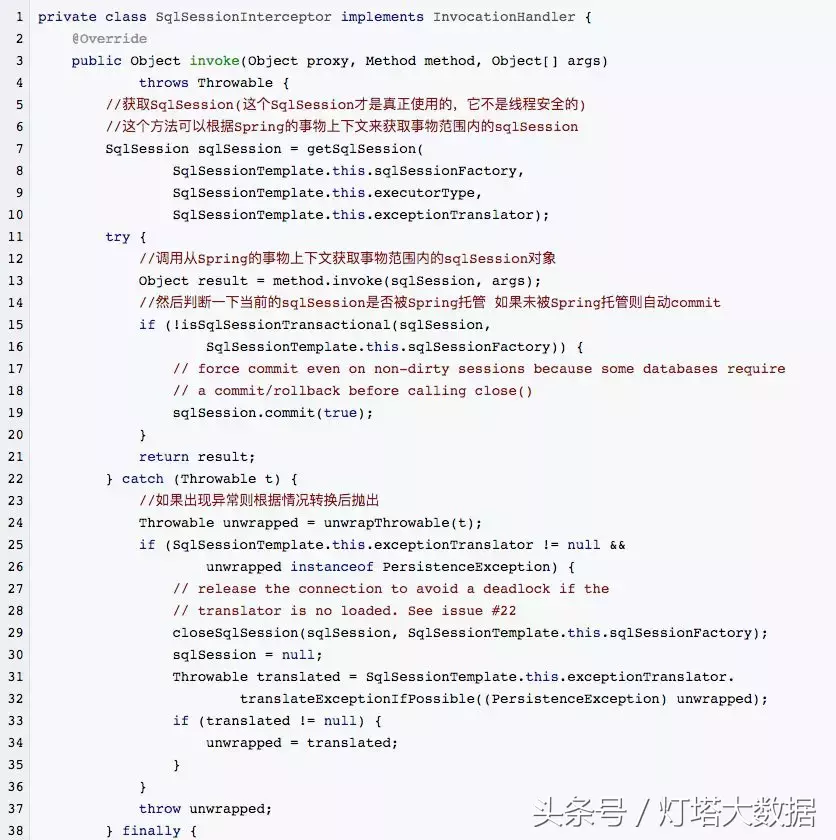 1 private class SqlSessionInterceptor implements InvocationHandler {
2 @Override
3 public Object invoke(Object proxy, Method method, Object[] args)
4 throws Throwable {
5 //获取SqlSession(这个SqlSession才是真正使用的,它不是线程安全的)
6 //这个方法可以根据Spring的事物上下文来获取事物范围内的sqlSession
7 SqlSession sqlSession = getSqlSession(
8 SqlSessionTemplate.this.sqlSessionFactory,
9 SqlSessionTemplate.this.executorType,
10 SqlSessionTemplate.this.exceptionTranslator);
11 try {
12 //调用从Spring的事物上下文获取事物范围内的sqlSession对象
13 Object result = method.invoke(sqlSession, args);
14 //然后判断一下当前的sqlSession是否被Spring托管 如果未被Spring托管则自动commit
15 if (!isSqlSessionTransactional(sqlSession,
16 SqlSessionTemplate.this.sqlSessionFactory)) {
17 // force commit even on non-dirty sessions because some databases require
18 // a commit/rollback before calling close()
19 sqlSession.commit(true);
20 }
21 return result;
22 } catch (Throwable t) {
23 //如果出现异常则根据情况转换后抛出
24 Throwable unwrapped = unwrapThrowable(t);
25 if (SqlSessionTemplate.this.exceptionTranslator != null &&
26 unwrapped instanceof PersistenceException) {
27 // release the connection to avoid a deadlock if the
28 // translator is no loaded. See issue #22
29 closeSqlSession(sqlSession, SqlSessionTemplate.this.sqlSessionFactory);
30 sqlSession = null;
31 Throwable translated = SqlSessionTemplate.this.exceptionTranslator.
32 translateExceptionIfPossible((PersistenceException) unwrapped);
33 if (translated != null) {
34 unwrapped = translated;
35 }
36 }
37 throw unwrapped;
38 } finally {
头条号 / 灯塔大数据